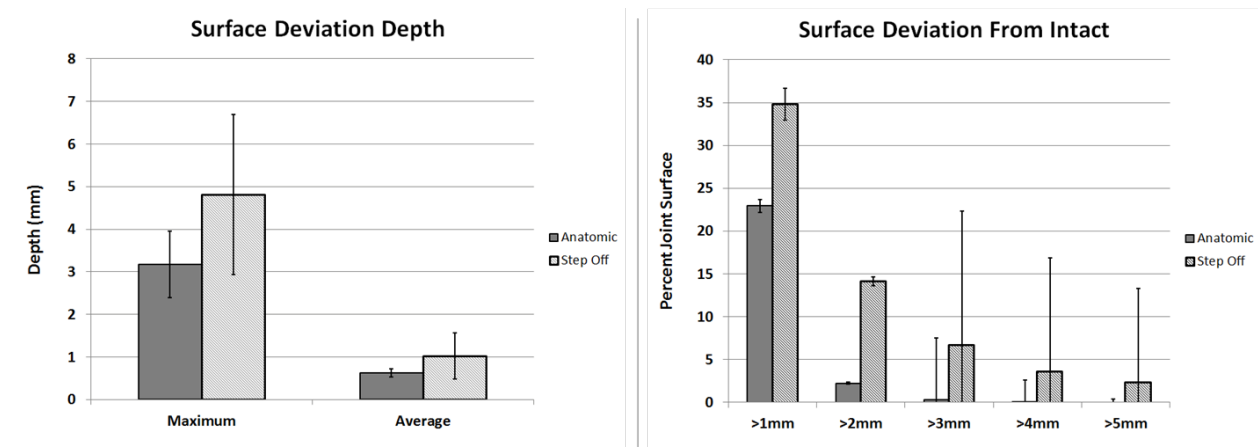 Surface Deviation Depth
8
7
6
5
4
3
2
1
0
Depth (mm)
Maximum
Average
Anatomic
Step Off
Surface Deviation From Intact
40
35
30
25
20
15
10
5
0
Percent Joint Surface
>1mm
>2mm
>3mm
>4mm
>5mm
Anatomic
Step Off